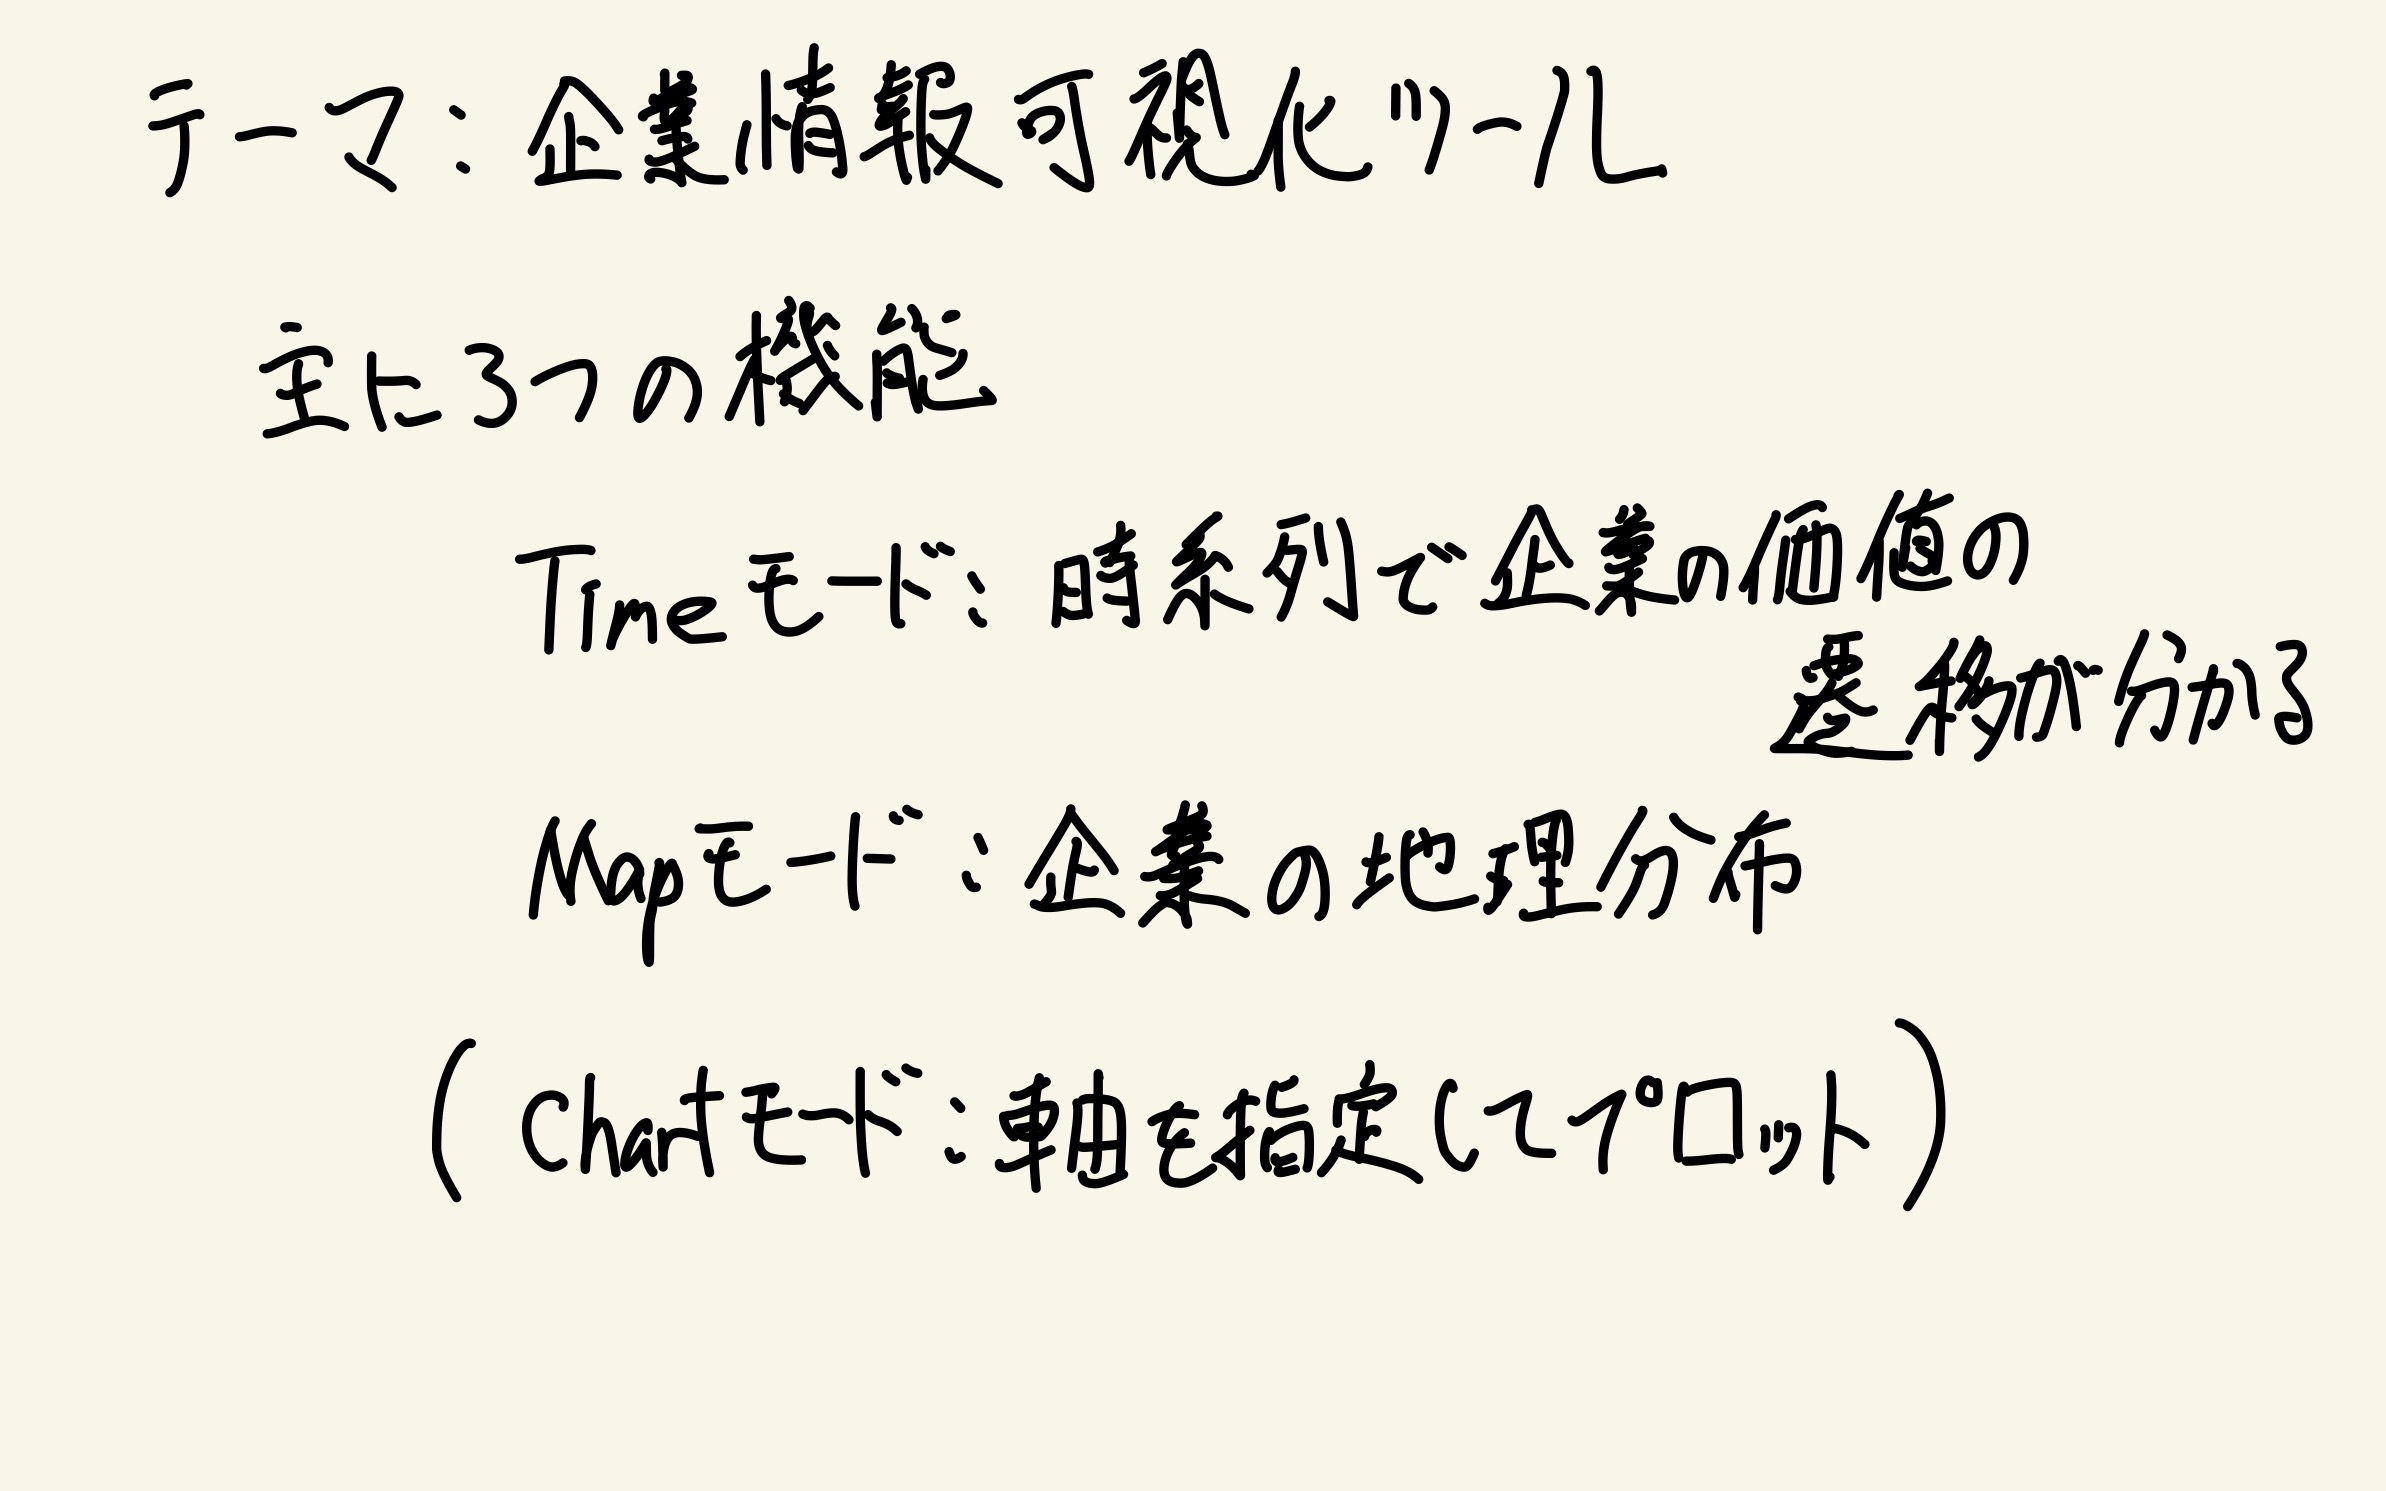 テーマ：企業情報可視化ツール
主に3つの機能
Timeモード：時系列で企業の価値の
遷移が分かる
Mapモード：企業の地理分布
(Chartモード：軸を指定してプロット)